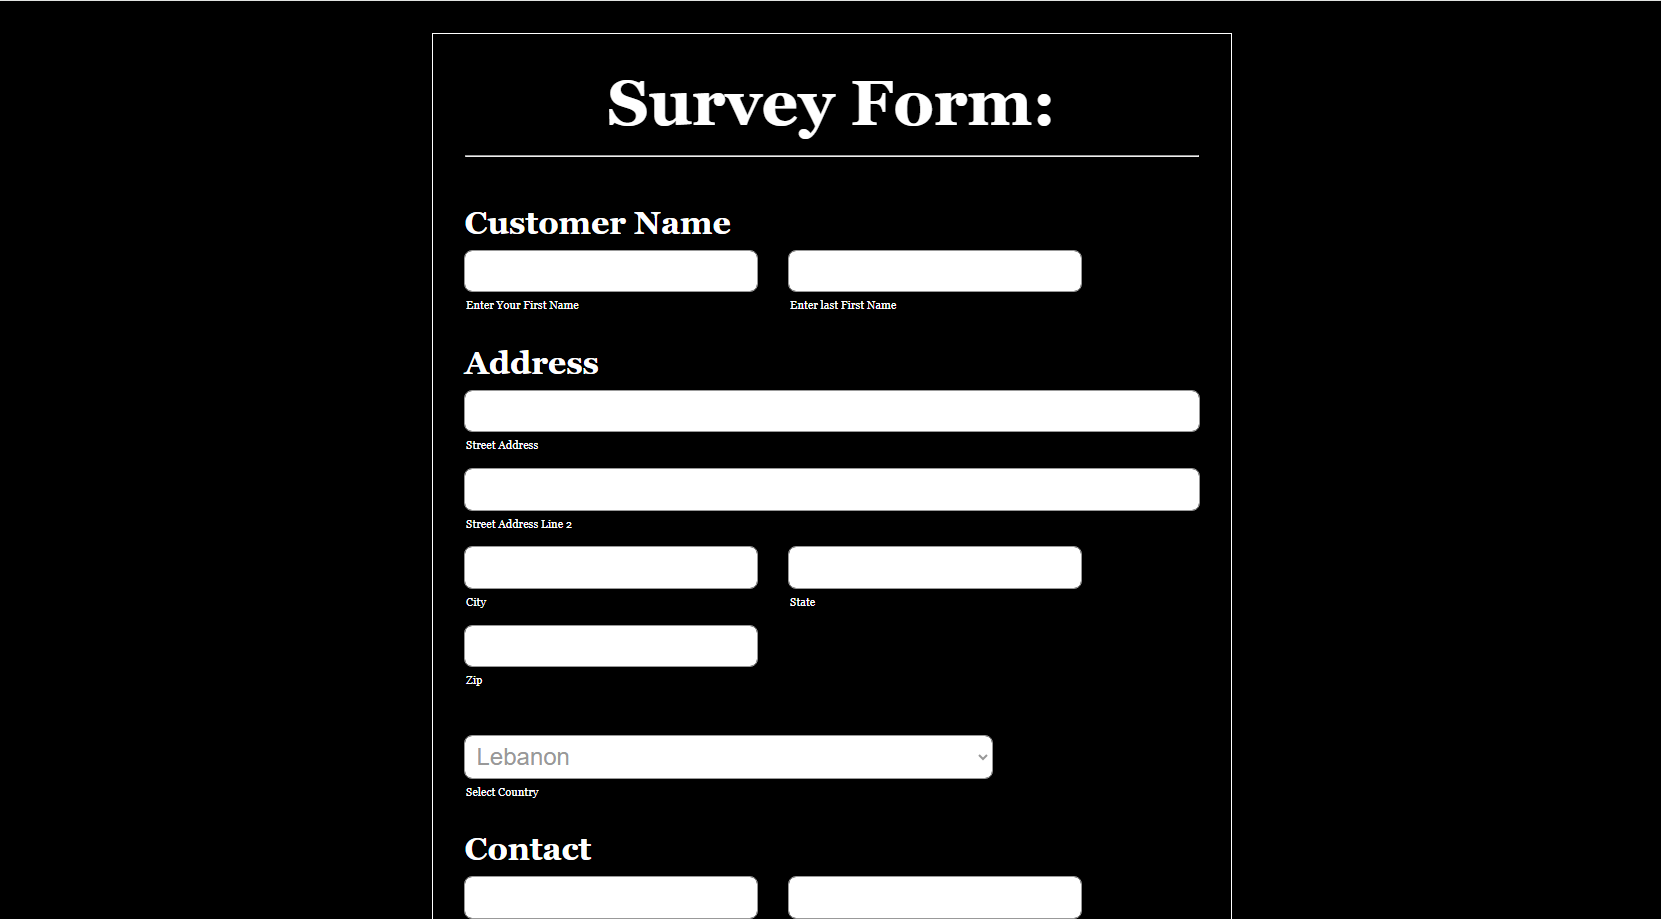 Survey Form:
Customer Name
Enter Your First Name
Enter last First Name
Address
Street Address
Street Address Line 2
City
State
Zip
Lebanon
Select Country
Contact